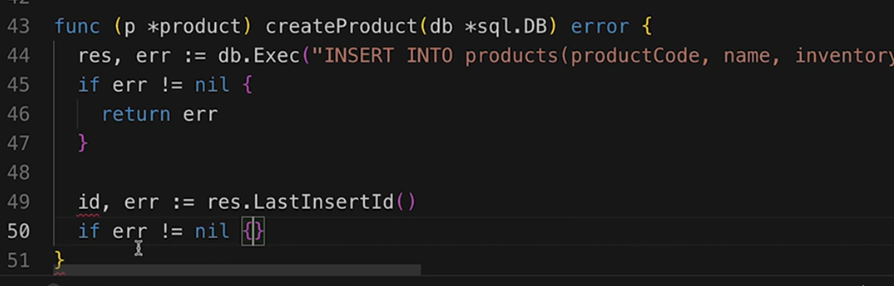 43 func (p *product) createProduct(db *sql.DB) error {
44 res, err := db.Exec("INSERT INTO products(productCode, name, inventory
45 if err != nil {
46 return err
47 }
48
49 id, err := res.LastInsertId()
50 if err != nil {}
51 }